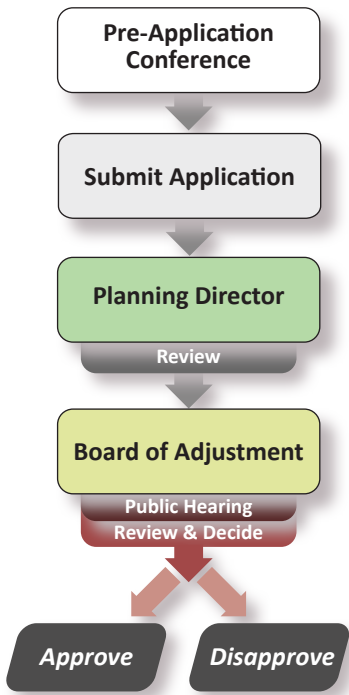 Pre-Application
Conference
Submit Application
Planning Director
Review
Board of Adjustment
Public Hearing
Review & Decide
Approve
Disapprove